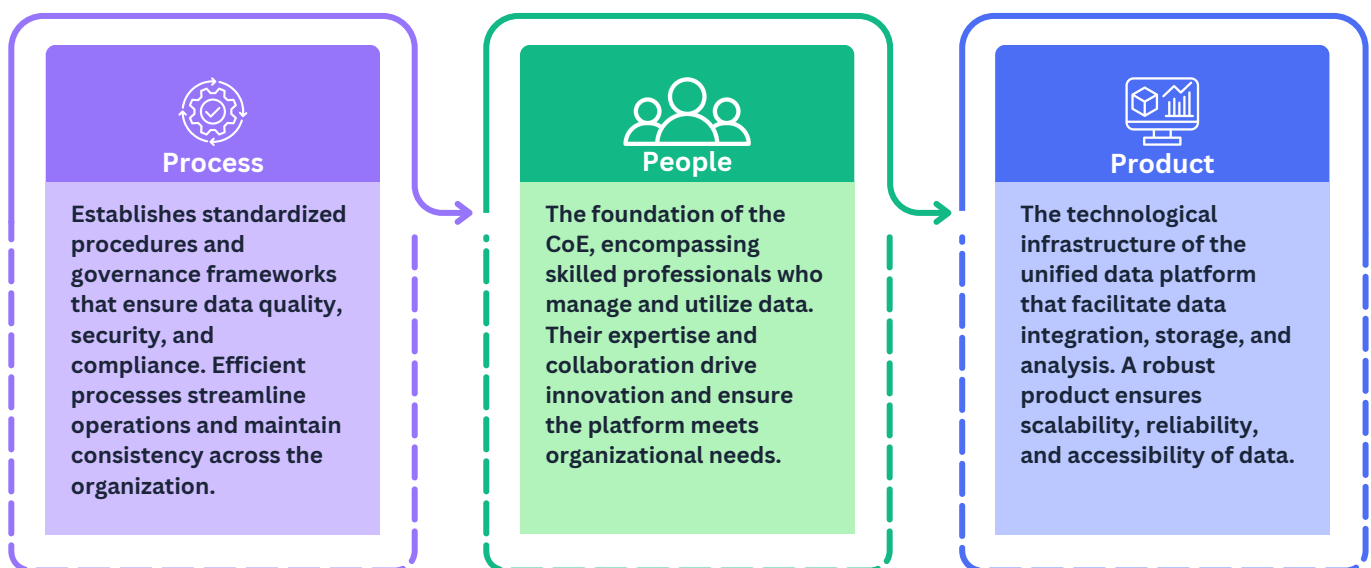 Process
Establishes standardized
procedures and
governance frameworks
that ensure data quality,
security, and
compliance. Efficient
processes streamline
operations and maintain
consistency across the
organization.
People
The foundation of the
CoE, encompassing
skilled professionals who
manage and utilize data.
Their expertise and
collaboration drive
innovation and ensure
the platform meets
organizational needs.
Product
The technological
infrastructure of the
unified data platform
that facilitate data
integration, storage, and
analysis. A robust
product ensures
scalability, reliability,
and accessibility of data.